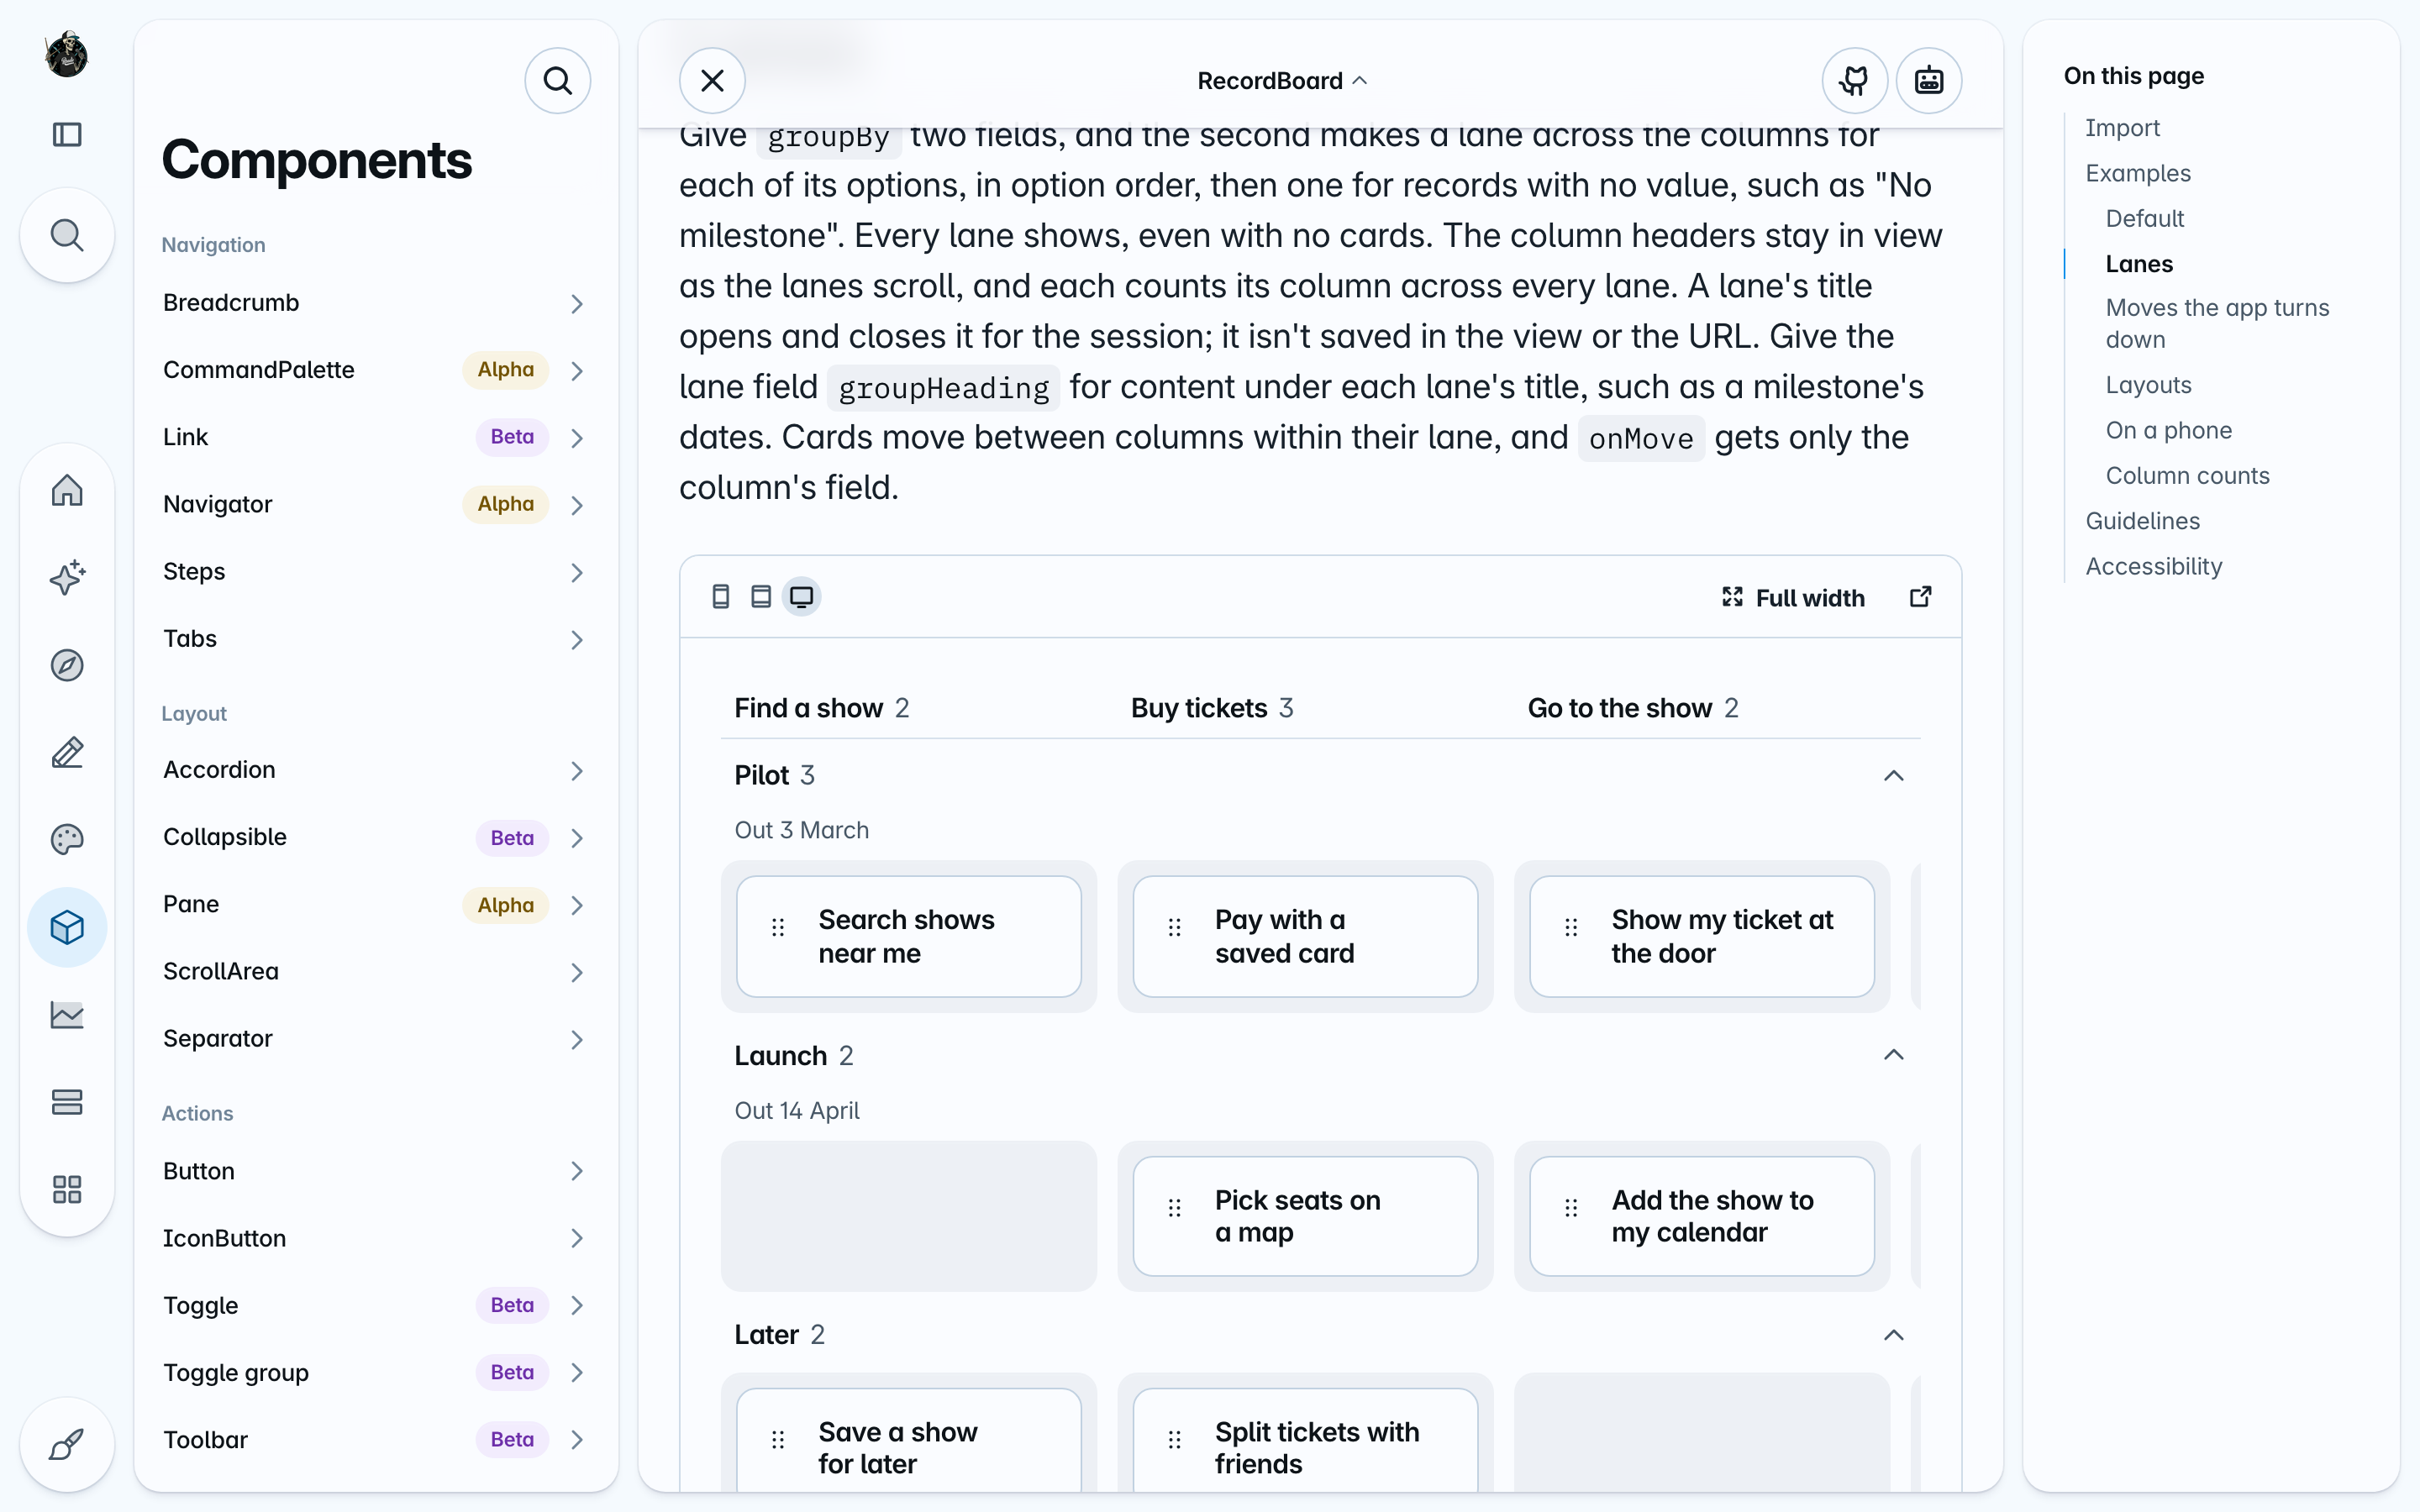 Components
Navigation
Breadcrumb
CommandPalette Alpha
Link Beta
Navigator Alpha
Steps
Tabs
Layout
Accordion
Collapsible Beta
Pane Alpha
ScrollArea
Separator
Actions
Button
IconButton
Toggle Beta
Toggle group Beta
Toolbar Beta
RecordBoard
Give groupBy two fields, and the second makes a lane across the columns for
each of its options, in option order, then one for records with no value, such as "No
milestone". Every lane shows, even with no cards. The column headers stay in view
as the lanes scroll, and each counts its column across every lane. A lane's title
opens and closes it for the session; it isn't saved in the view or the URL. Give the
lane field groupHeading for content under each lane's title, such as a milestone's
dates. Cards move between columns within their lane, and onMove gets only the
column's field.
Full width
Find a show 2
Buy tickets 3
Go to the show 2
Pilot 3
Out 3 March
Search shows
near me
Pay with a
saved card
Show my ticket at
the door
Launch 2
Out 14 April
Pick seats on
a map
Add the show to
my calendar
Later 2
Save a show
for later
Split tickets with
friends
On this page
Import
Examples
Default
Lanes
Moves the app turns
down
Layouts
On a phone
Column counts
Guidelines
Accessibility